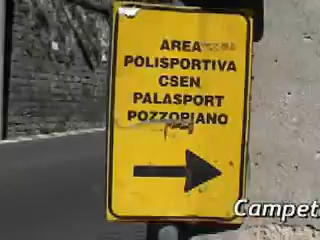 AREA
POLISPORTIVA
CSEN
PALASPORT
POZZOPIANO
Campet